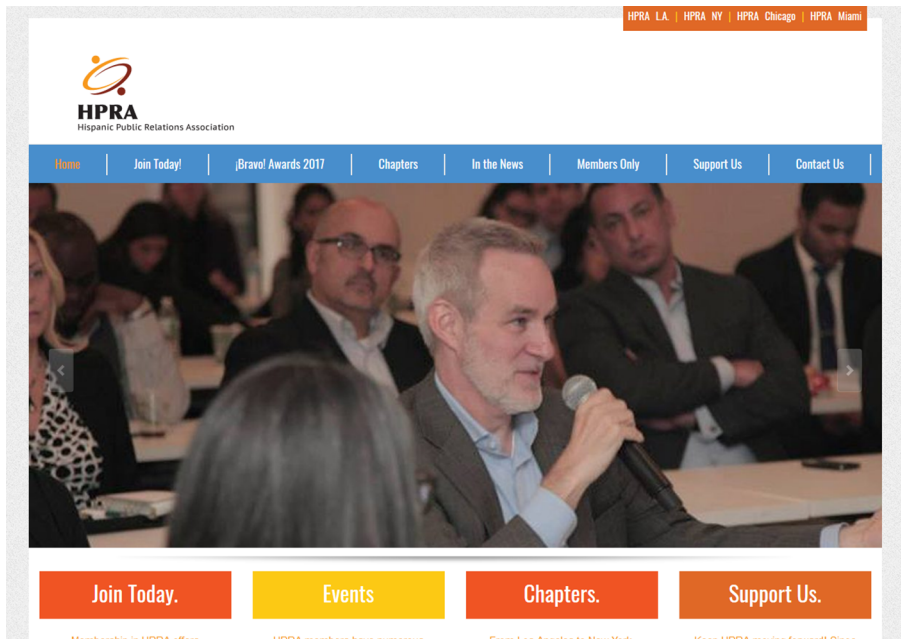 HPRA L.A. | HPRA NY | HPRA Chicago | HPRA Miami
HPRA
Hispanic Public Relations Association
Home
Join Today!
¡Bravo! Awards 2017
Chapters
In the News
Members Only
Support Us
Contact Us
Join Today.
Events
Chapters.
Support Us.